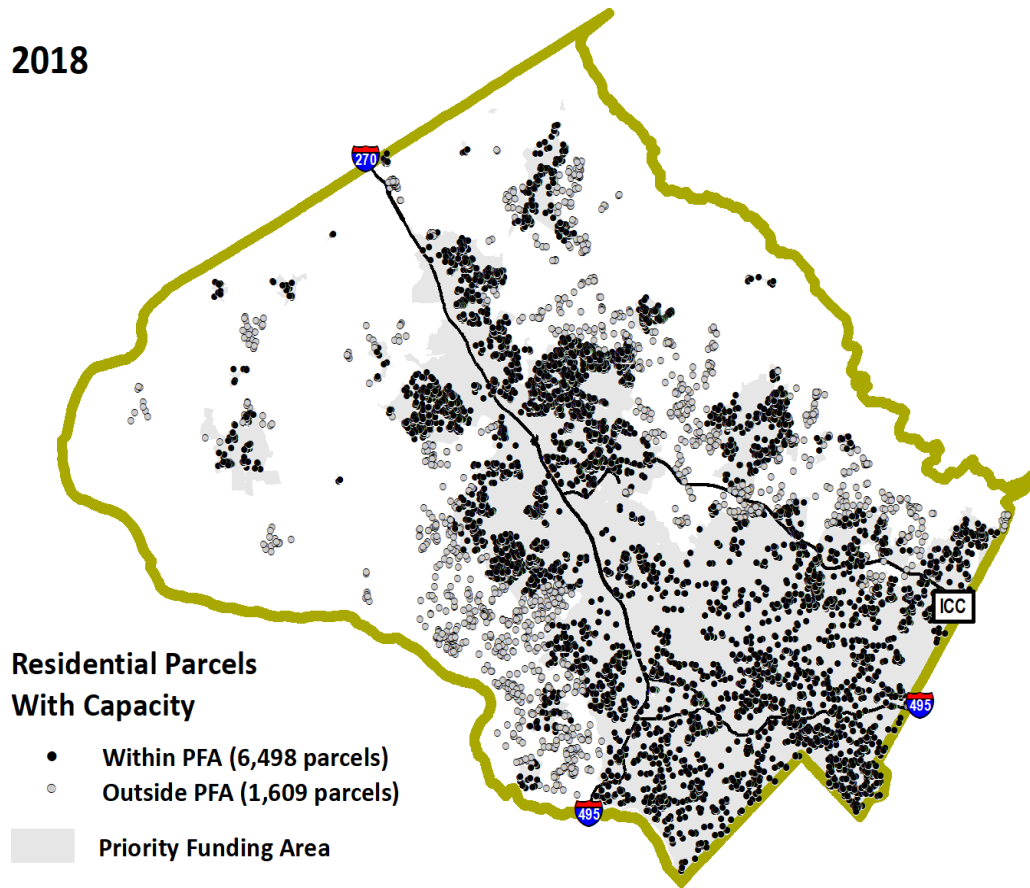 2018
270
ICC
495
495
Residential Parcels
With Capacity
Within PFA (6,498 parcels)
Outside PFA (1,609 parcels)
Priority Funding Area